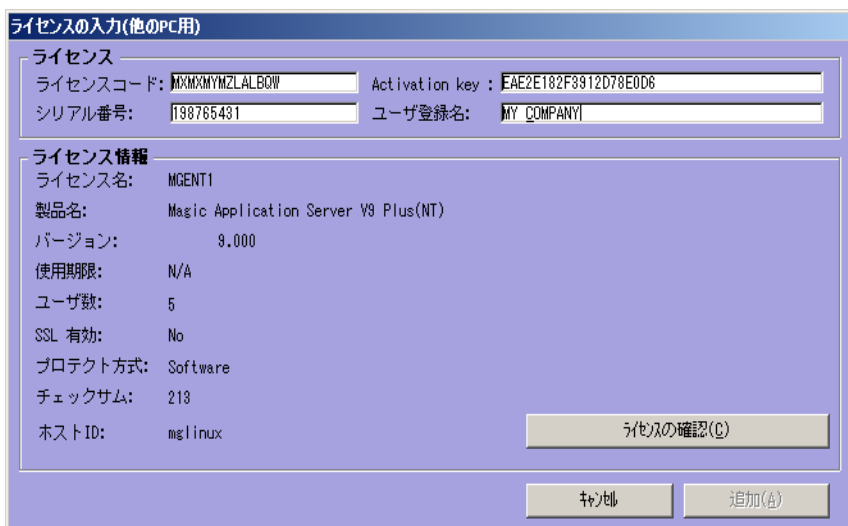 ライセンスの入力(他のPC用)
ライセンス
ライセンスコード: MXMXMYMZLALBOW Activation key : EAE2E182F3912D78E0D6
シリアル番号: 198765431 ユーザ登録名: MY COMPANY
ライセンス情報
ライセンス名: MGENT1
製品名: Magic Application Server V9 Plus(NT)
バージョン: 9.000
使用期限: N/A
ユーザ数: 5
SSL 有効: No
プロテクト方式: Software
チェックサム: 213
ホストID: mglinux ライセンスの確認(C)
キャンセル 追加(A)